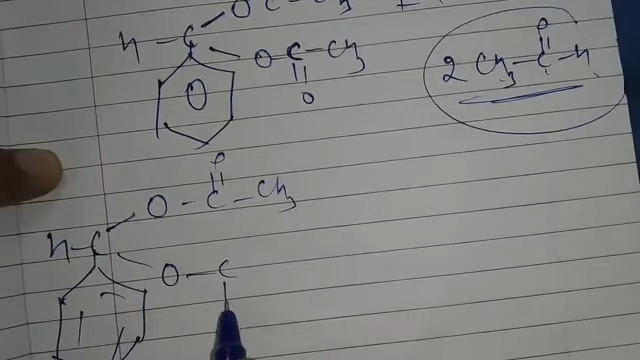 O C - CH3
H - C
O C - CH3
||
O
O
||
2 CH3 - C - H
O
||
O - C - CH3
H - C
O - C